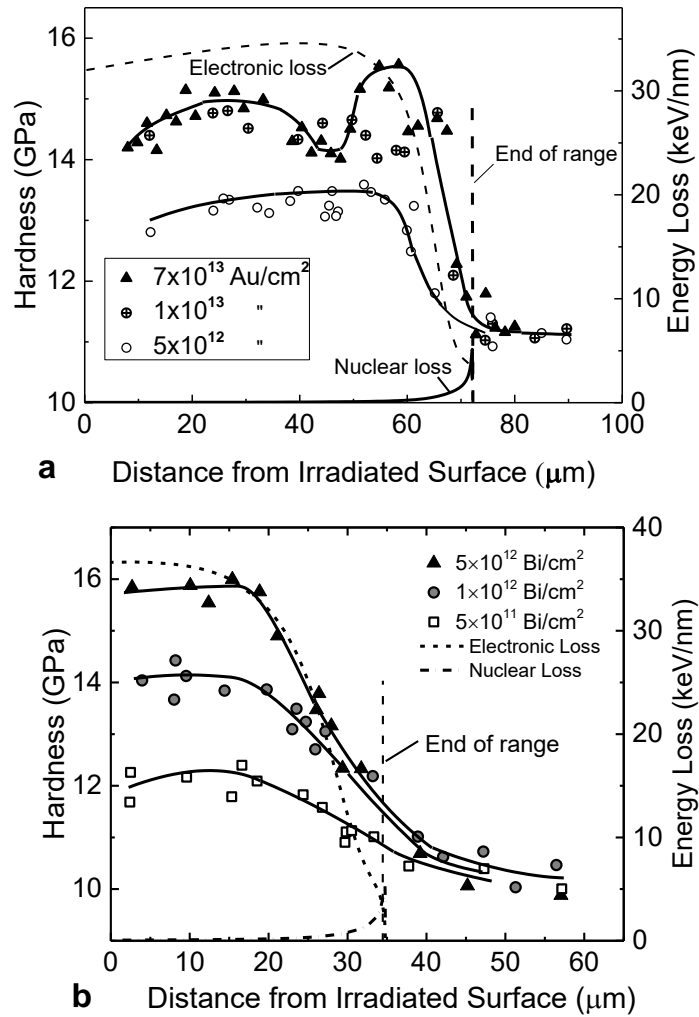 16
14
12
10
Hardness (GPa)
30
20
10
0
Energy Loss (keV/nm)
Electronic loss
End of range
7x10¹³ Au/cm²
1x10¹³ "
5x10¹² "
Nuclear loss
0 20 40 60 80 100
a Distance from Irradiated Surface (μm)
16
14
12
10
Hardness (GPa)
40
30
20
10
0
Energy Loss (keV/nm)
5×10¹² Bi/cm²
1×10¹² Bi/cm²
5×10¹¹ Bi/cm²
Electronic Loss
Nuclear Loss
End of range
0 10 20 30 40 50 60
b Distance from Irradiated Surface (μm)